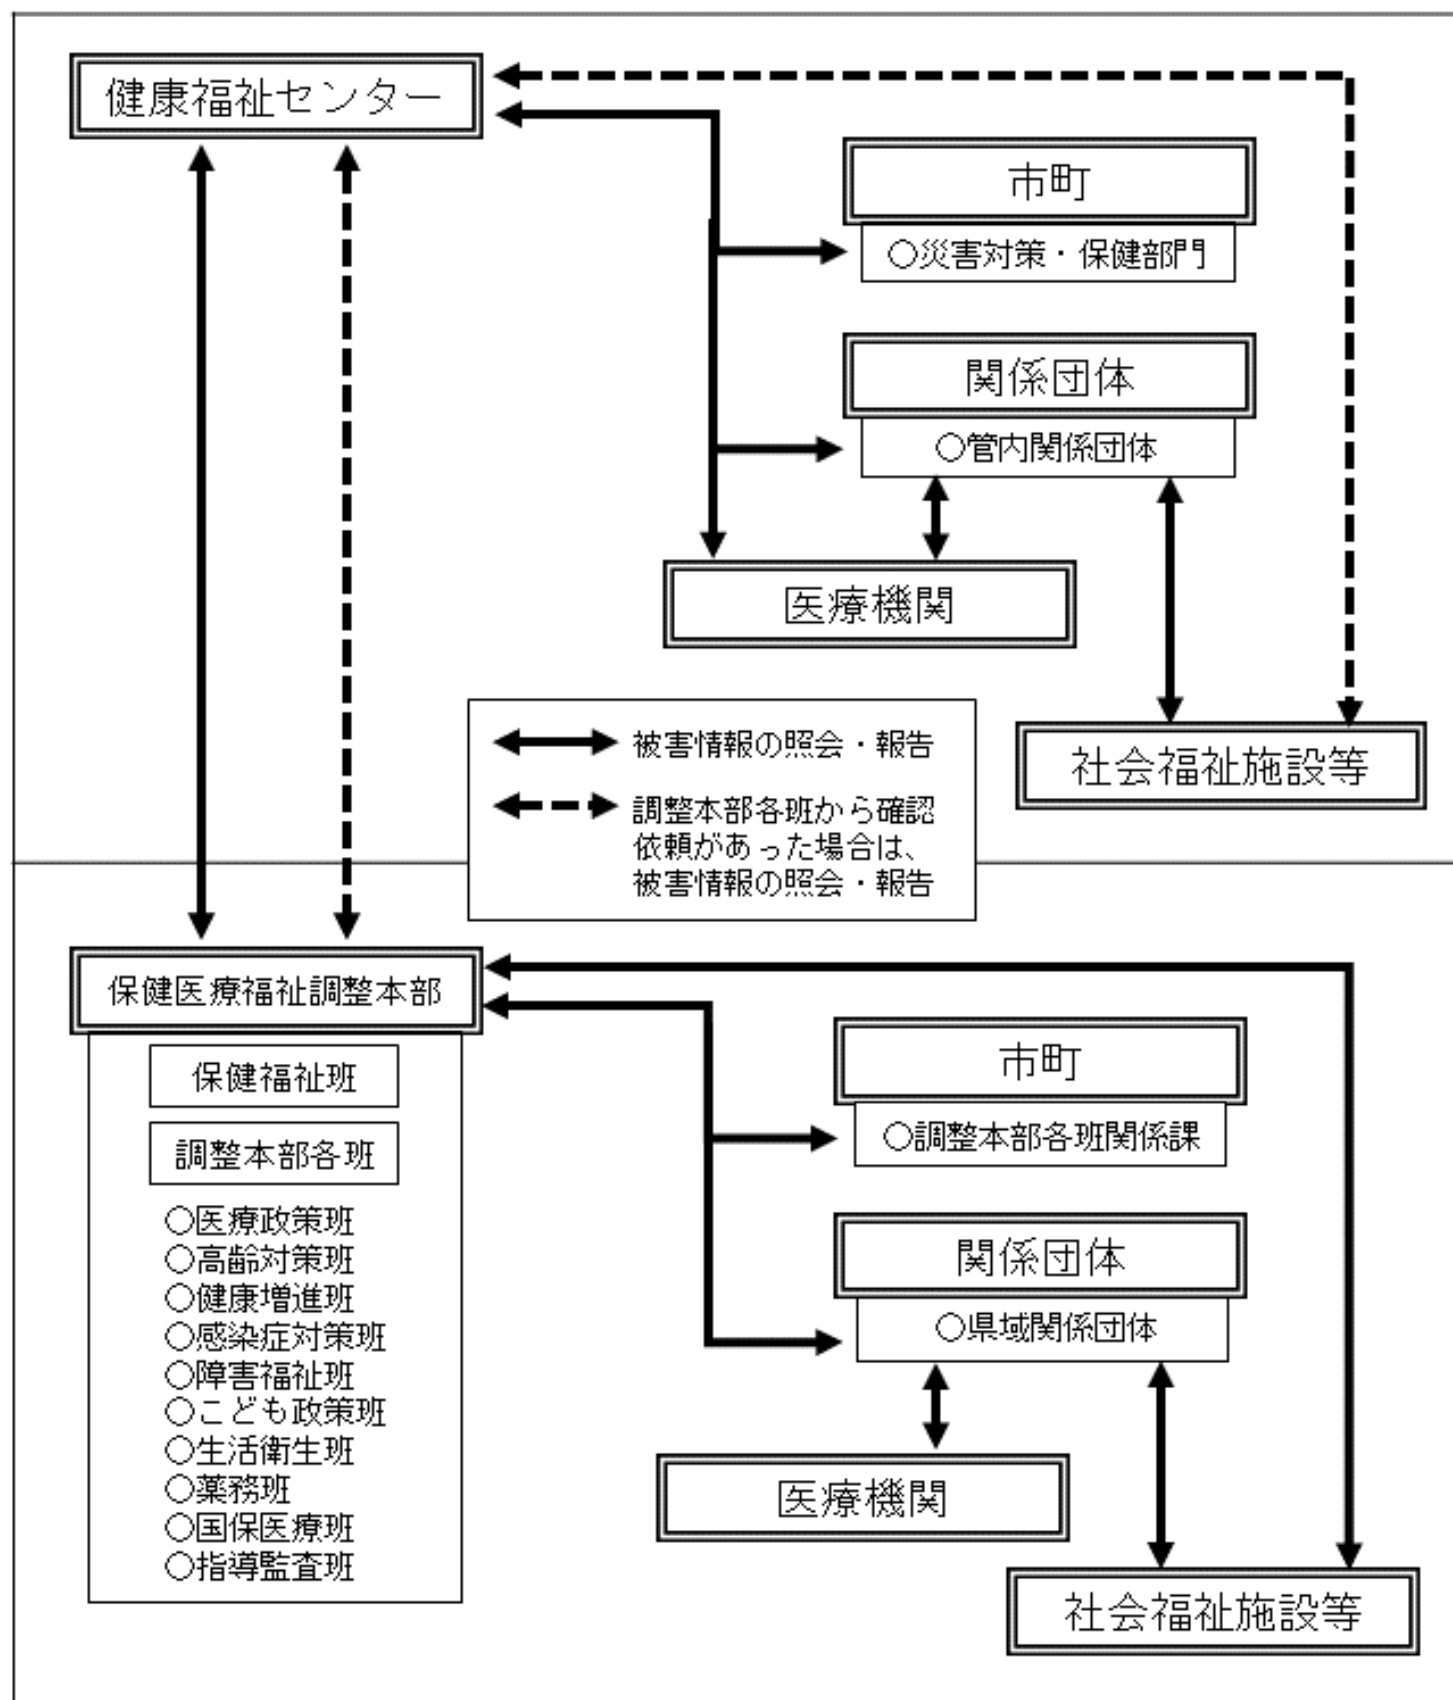 健康福祉センター
市町
○災害対策・保健部門
関係団体
○管内関係団体
医療機関
社会福祉施設等
被害情報の照会・報告
調整本部各班から確認
依頼があった場合は、
被害情報の照会・報告
保健医療福祉調整本部
保健福祉班
調整本部各班
○医療政策班
○高齢対策班
○健康増進班
○感染症対策班
○障害福祉班
○こども政策班
○生活衛生班
○薬務班
○国保医療班
○指導監査班
市町
○調整本部各班関係課
関係団体
○県域関係団体
医療機関
社会福祉施設等